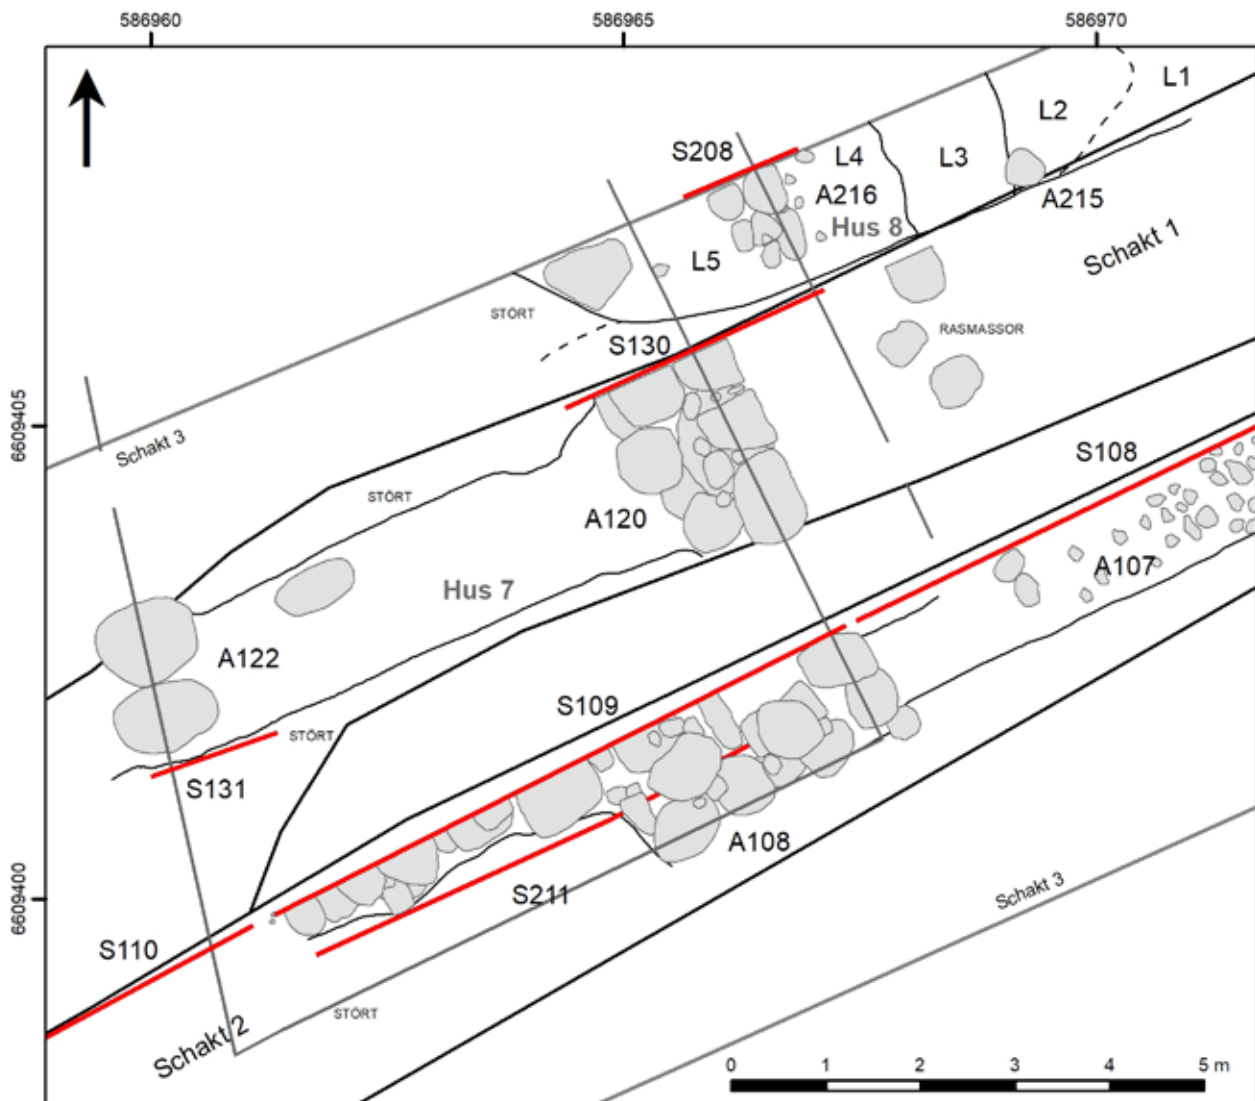 586960
586965
586970
L1
L2
S208
L4
L3
A216
A215
Hus 8
Schakt 1
L5
STÖRT
RASMASSOR
S130
6609405
Schakt 3
S108
STÖRT
A120
A107
Hus 7
A122
S109
STÖRT
S131
A108
S211
Schakt 3
6609400
S110
STÖRT
Schakt 2
0 1 2 3 4 5 m